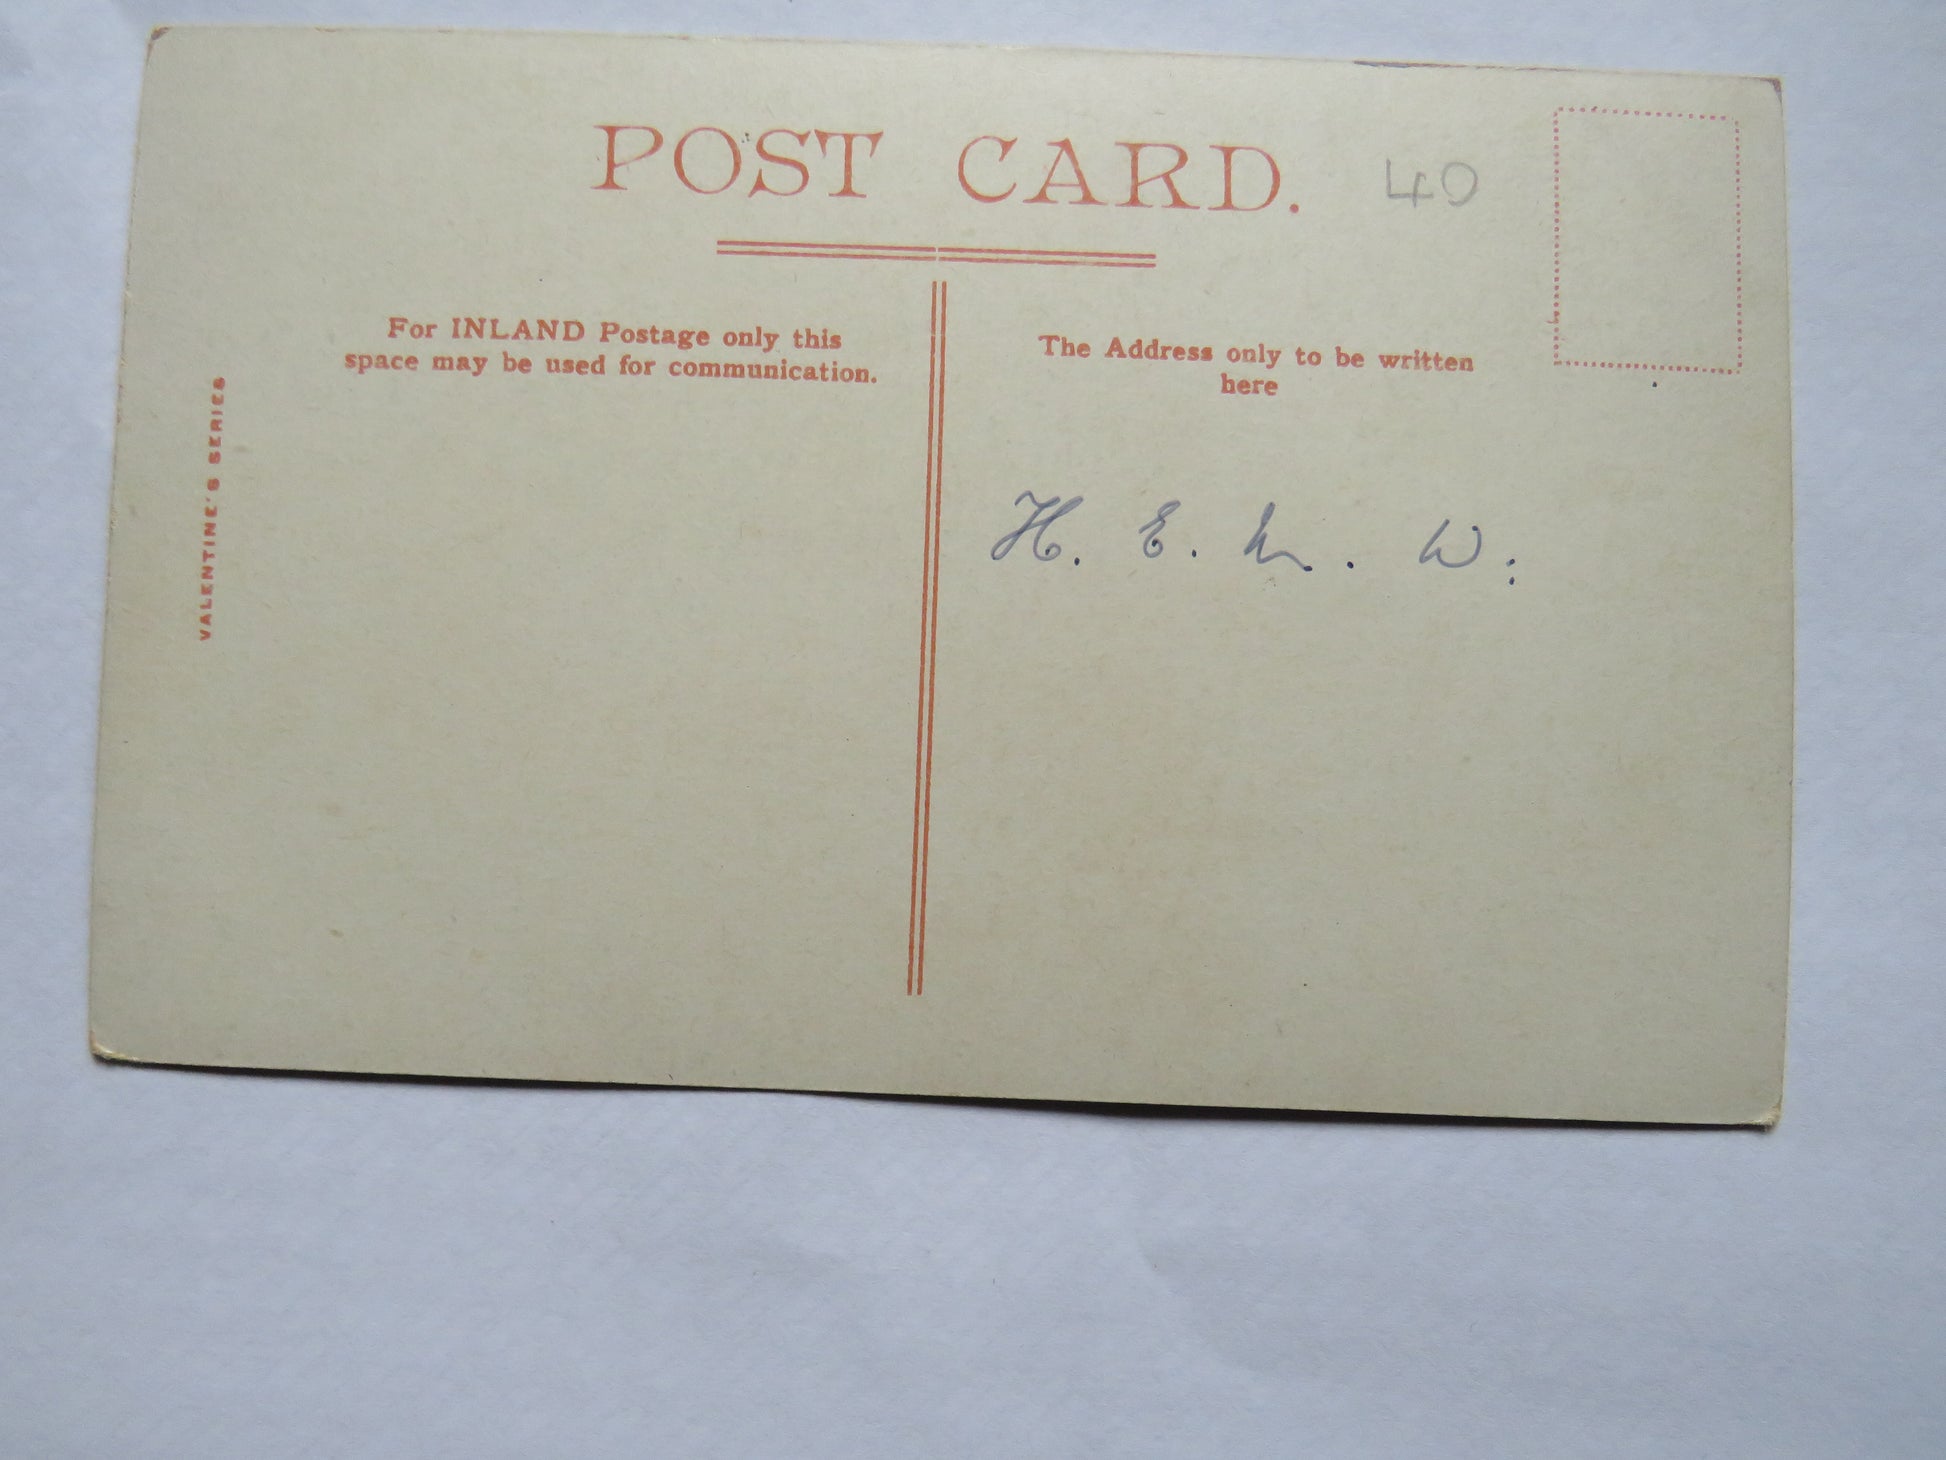 POST CARD.
40
For INLAND Postage only this
space may be used for communication.
The Address only to be written
here
VALENTINE'S SERIES
H. E. W. :